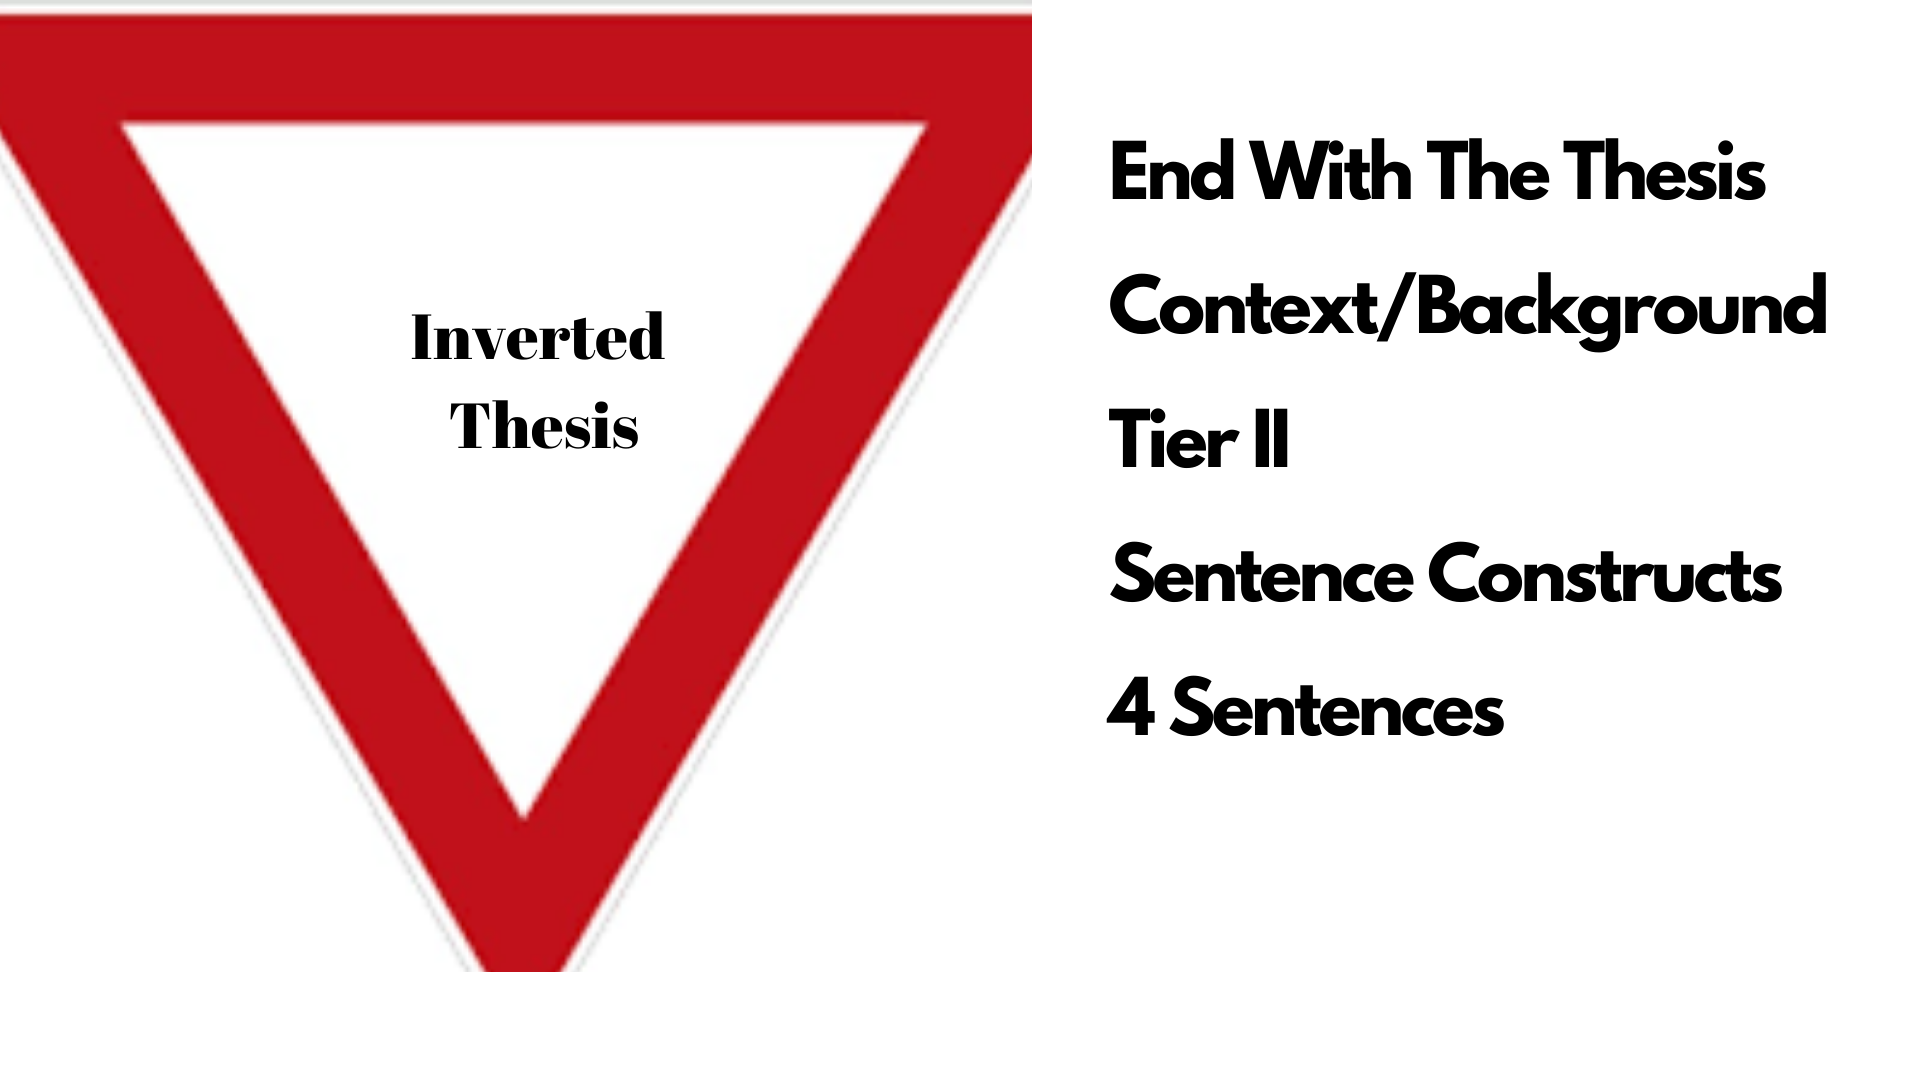 Inverted
Thesis
End With The Thesis
Context/Background
Tier II
Sentence Constructs
4 Sentences